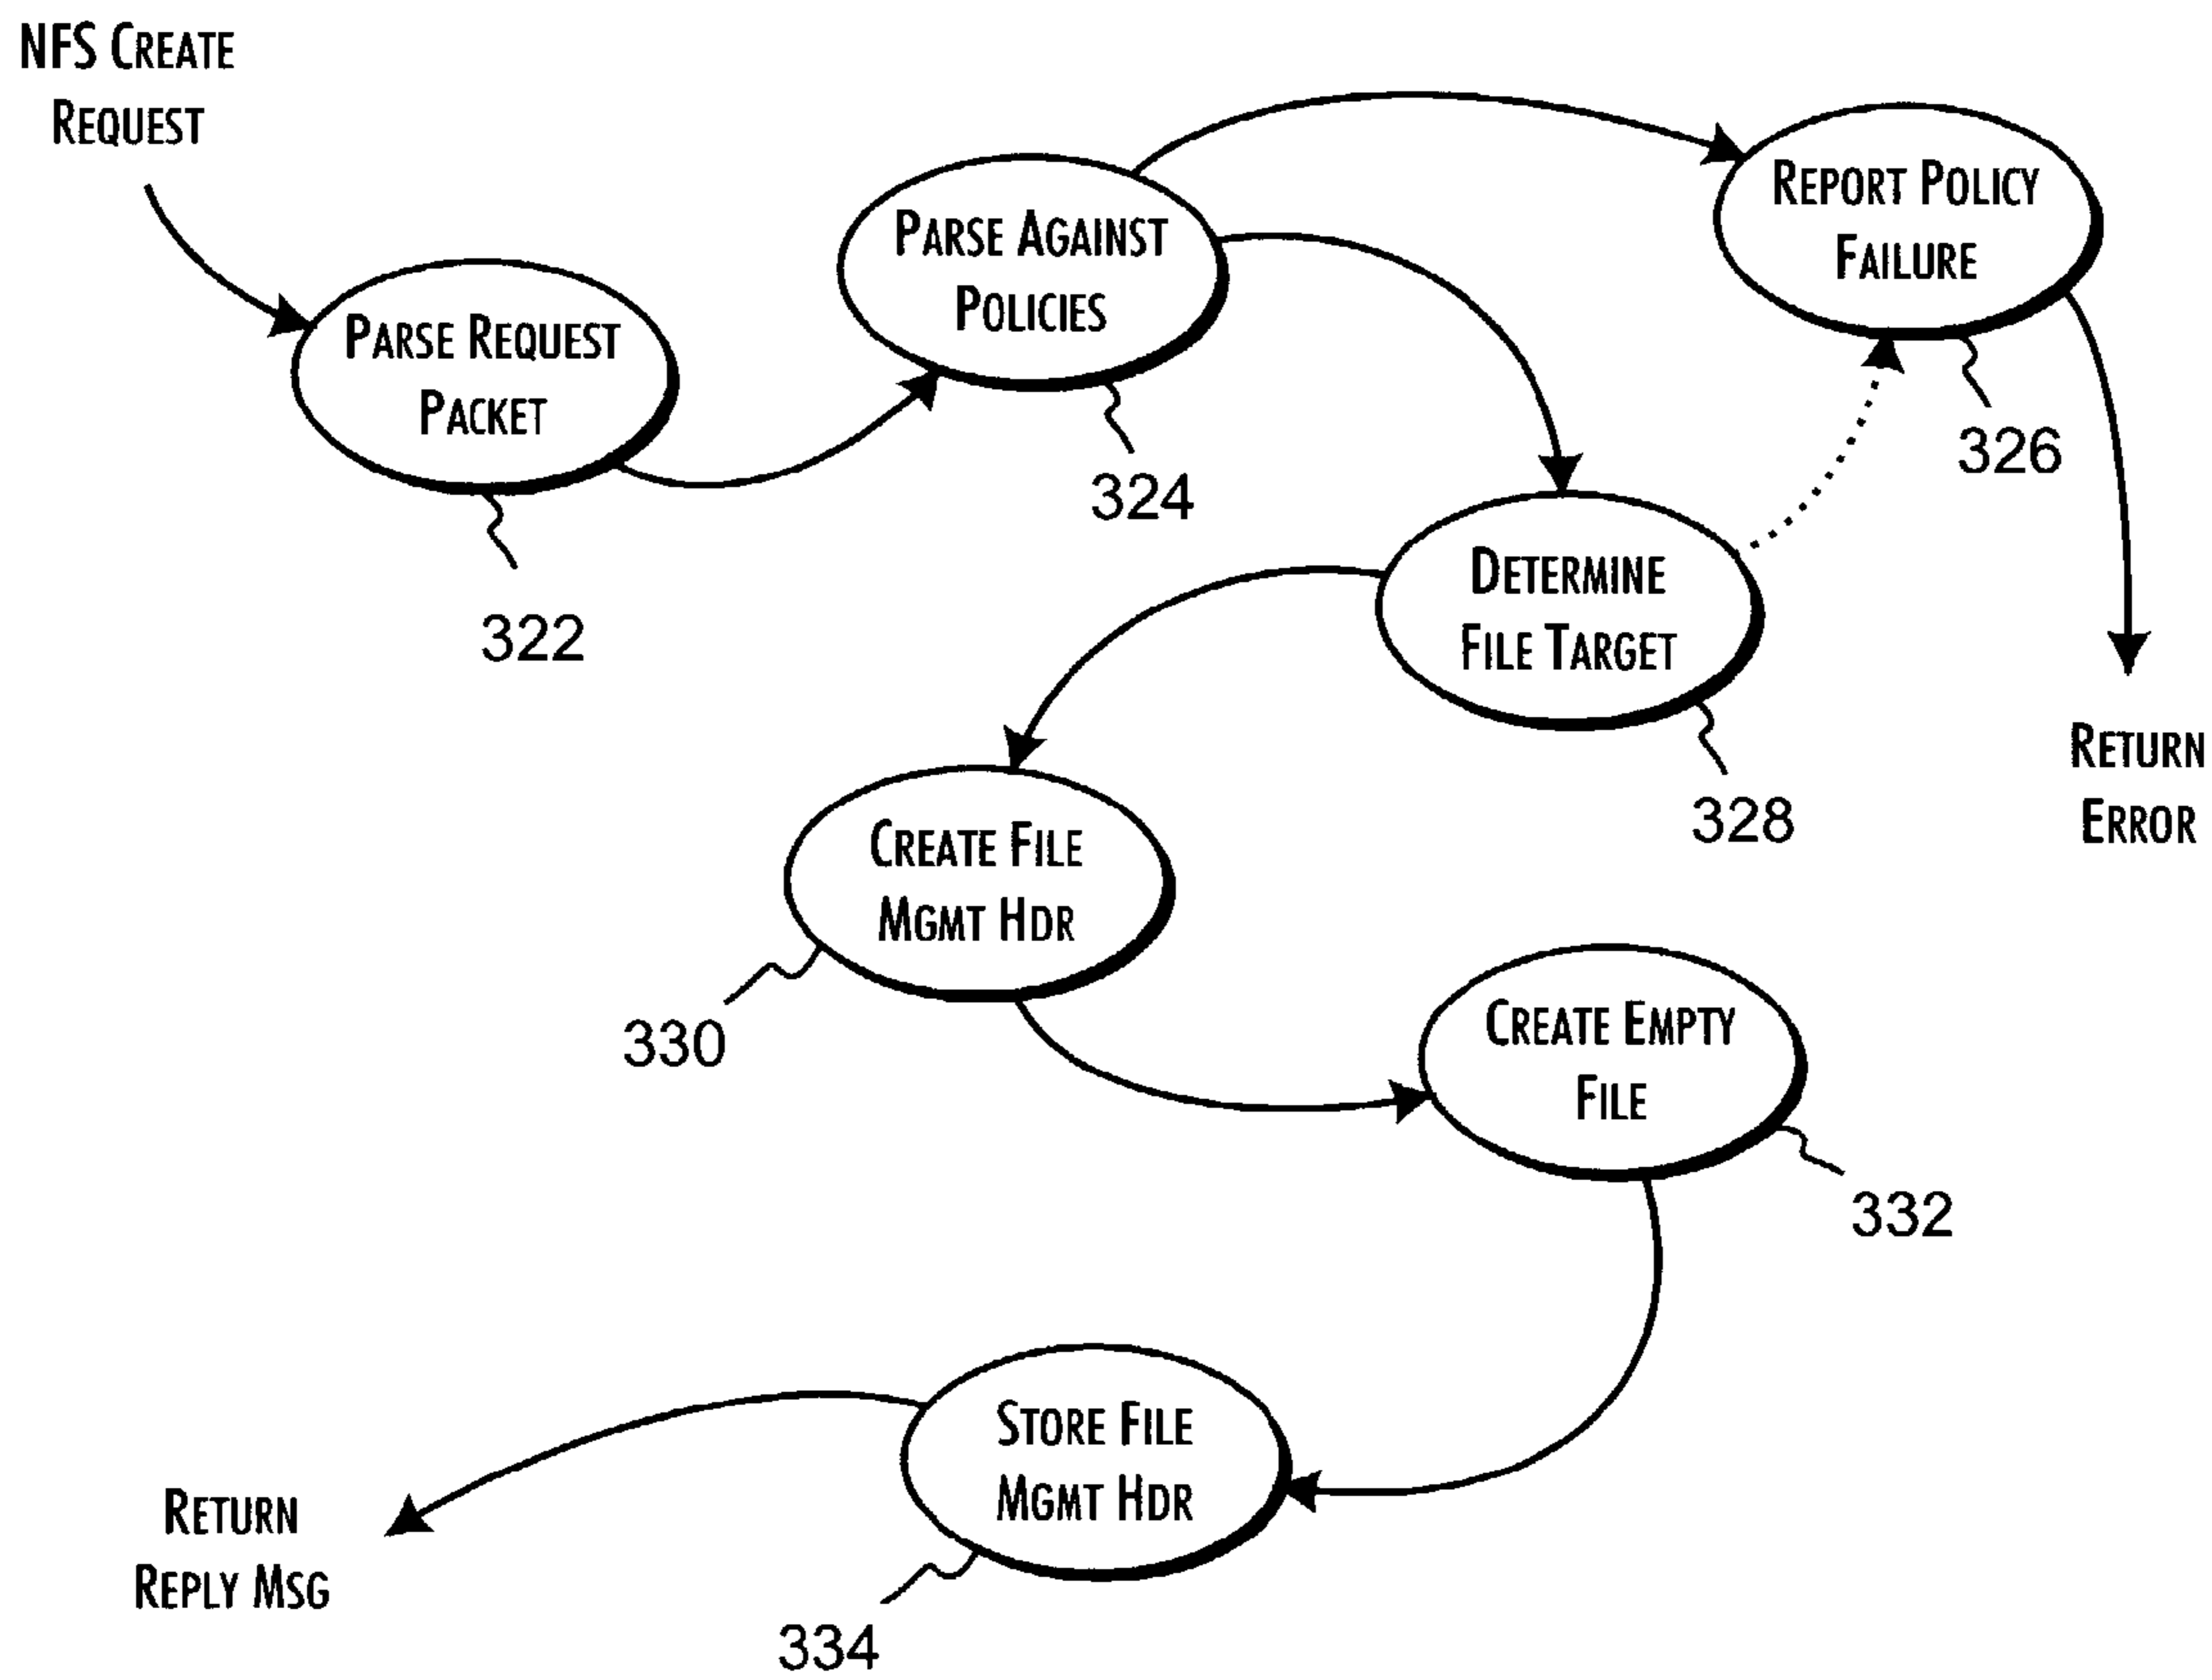 NFS CREATE
REQUEST
PARSE REQUEST
PACKET
322
PARSE AGAINST
POLICIES
324
REPORT POLICY
FAILURE
326
DETERMINE
FILE TARGET
328
RETURN
ERROR
CREATE FILE
MGMT HDR
330
CREATE EMPTY
FILE
332
STORE FILE
MGMT HDR
334
RETURN
REPLY MSG